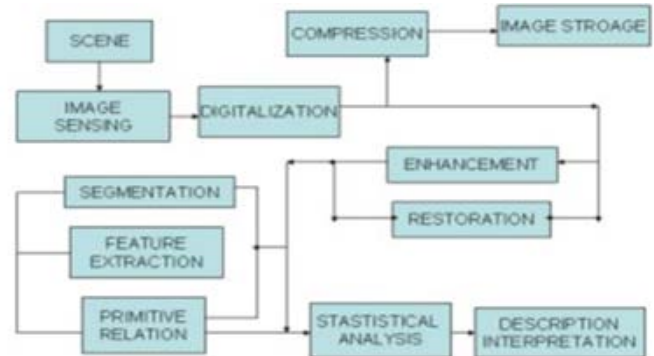 SCENE
COMPRESSION
IMAGE STROAGE
IMAGE
SENSING
DIGITALIZATION
ENHANCEMENT
SEGMENTATION
RESTORATION
FEATURE
EXTRACTION
PRIMITIVE
RELATION
STASTISTICAL
ANALYSIS
DESCRIPTION
INTERPRETATION